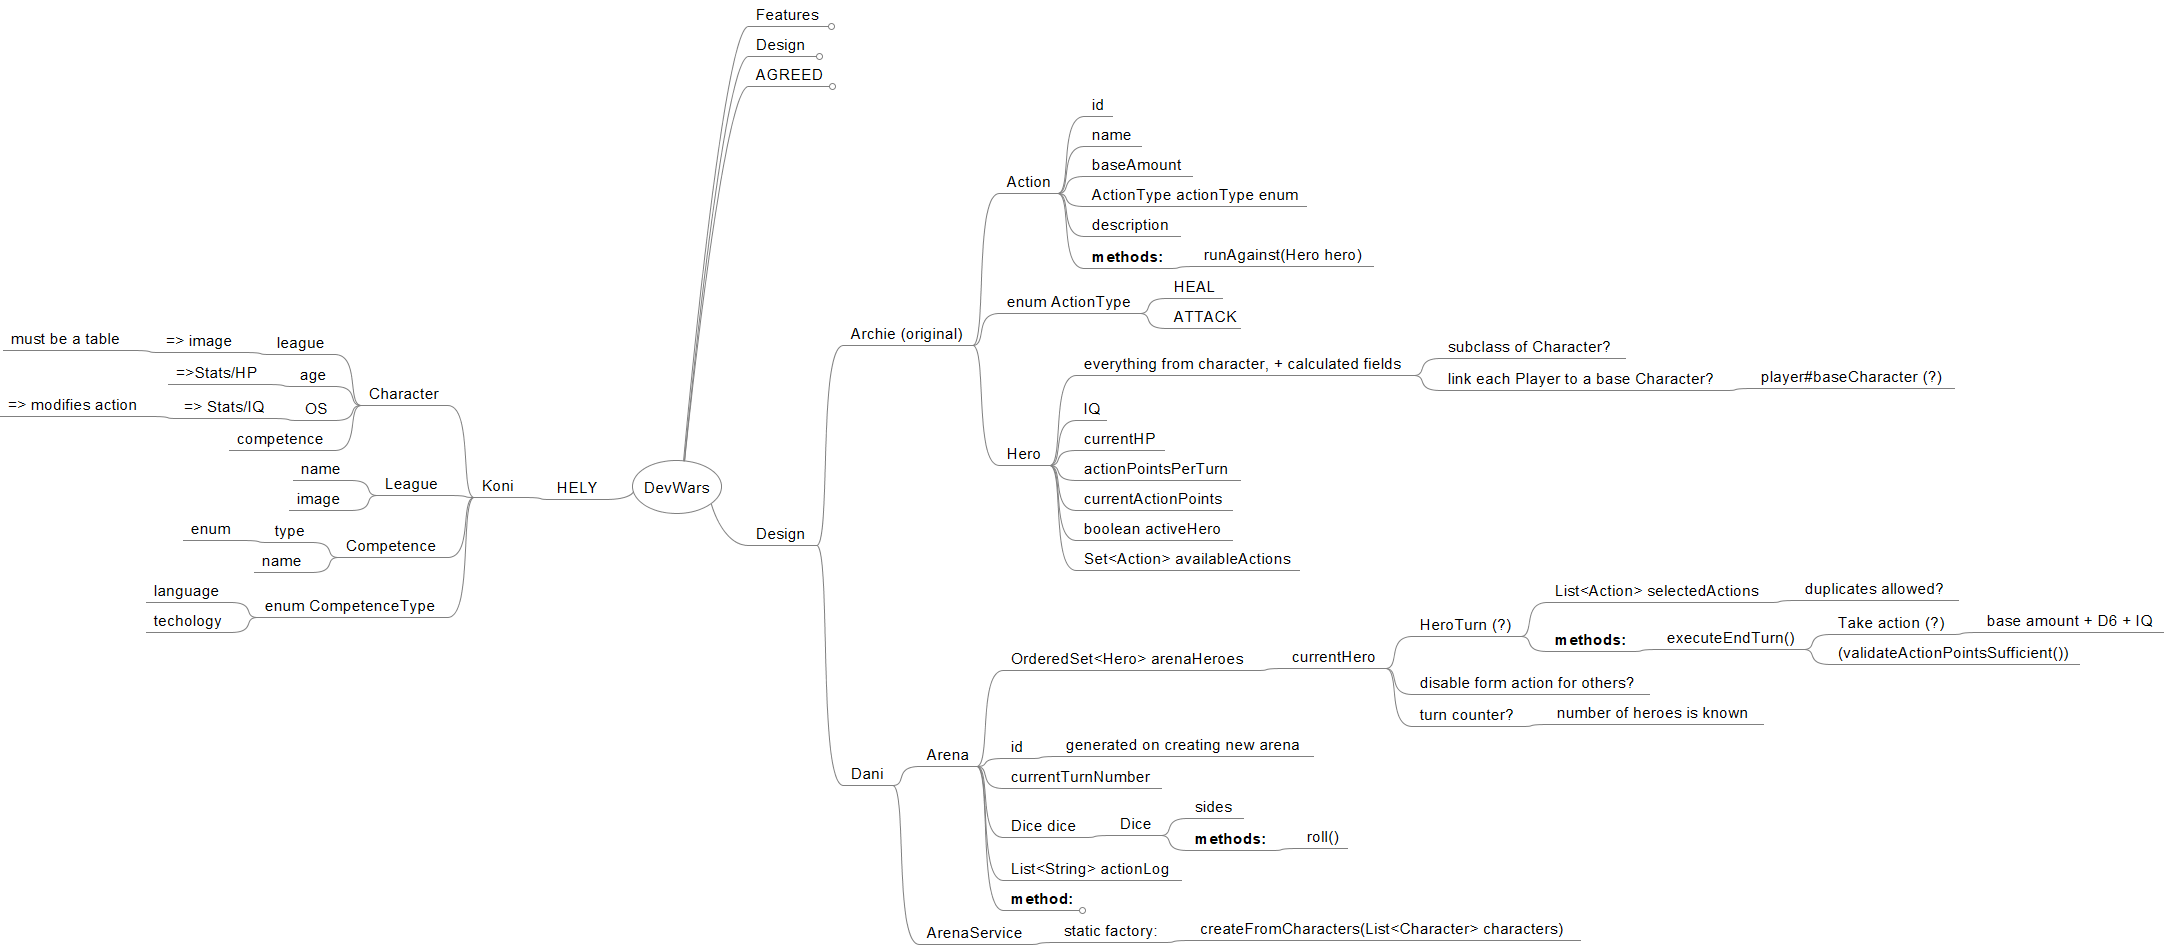 Features
Design
AGREED
DevWars
HELY
Koni
Character
league
=> image
must be a table
age
=>Stats/HP
OS
=> Stats/IQ
=> modifies action
competence
League
name
image
Competence
type
enum
name
enum CompetenceType
language
techology
Design
Archie (original)
Action
id
name
baseAmount
ActionType actionType enum
description
methods:
runAgainst(Hero hero)
enum ActionType
HEAL
ATTACK
Hero
everything from character, + calculated fields
subclass of Character?
link each Player to a base Character?
player#baseCharacter (?)
IQ
currentHP
actionPointsPerTurn
currentActionPoints
boolean activeHero
Set<Action> availableActions
Dani
Arena
OrderedSet<Hero> arenaHeroes
currentHero
HeroTurn (?)
List<Action> selectedActions
duplicates allowed?
methods:
executeEndTurn()
Take action (?)
base amount + D6 + IQ
(validateActionPointsSufficient())
disable form action for others?
turn counter?
number of heroes is known
id
generated on creating new arena
currentTurnNumber
Dice dice
Dice
sides
methods:
roll()
List<String> actionLog
method:
ArenaService
static factory:
createFromCharacters(List<Character> characters)